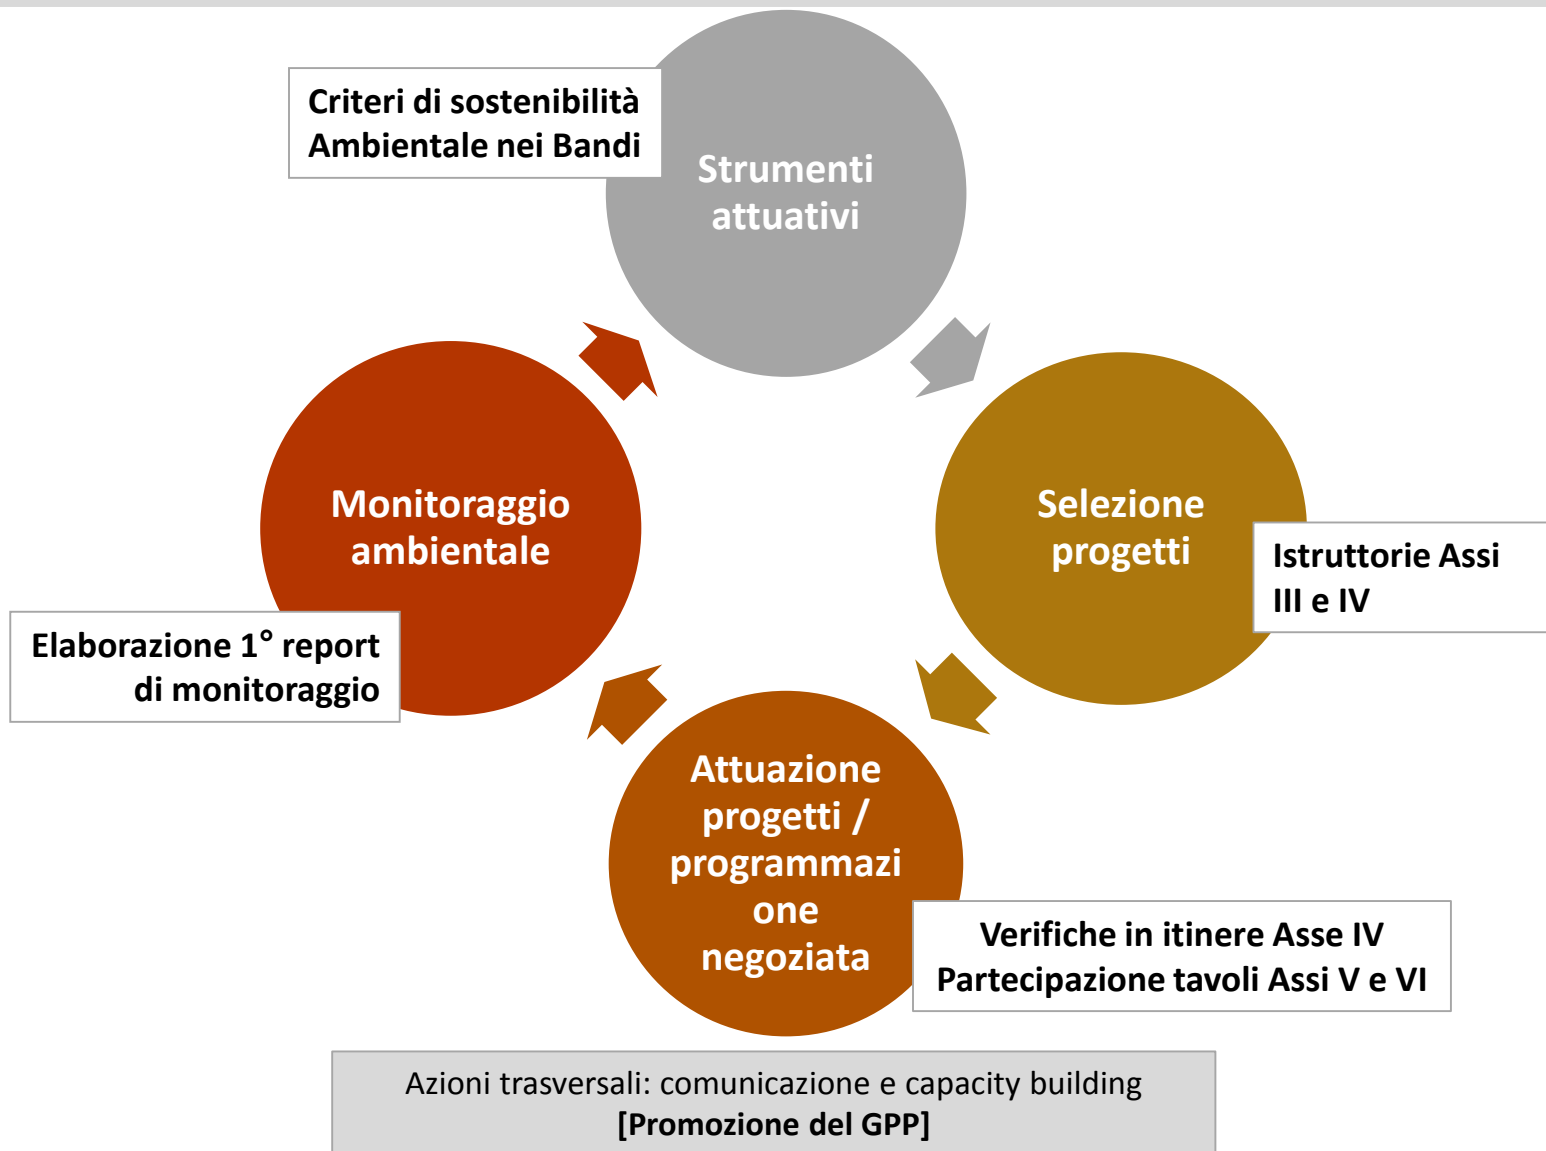 Criteri di sostenibilità
Ambientale nei Bandi
Strumenti
attuativi
Monitoraggio
ambientale
Selezione
progetti
Istruttorie Assi
III e IV
Elaborazione 1° report
di monitoraggio
Attuazione
progetti /
programmazi
one
negoziata
Verifiche in itinere Asse IV
Partecipazione tavoli Assi V e VI
Azioni trasversali: comunicazione e capacity building
[Promozione del GPP]